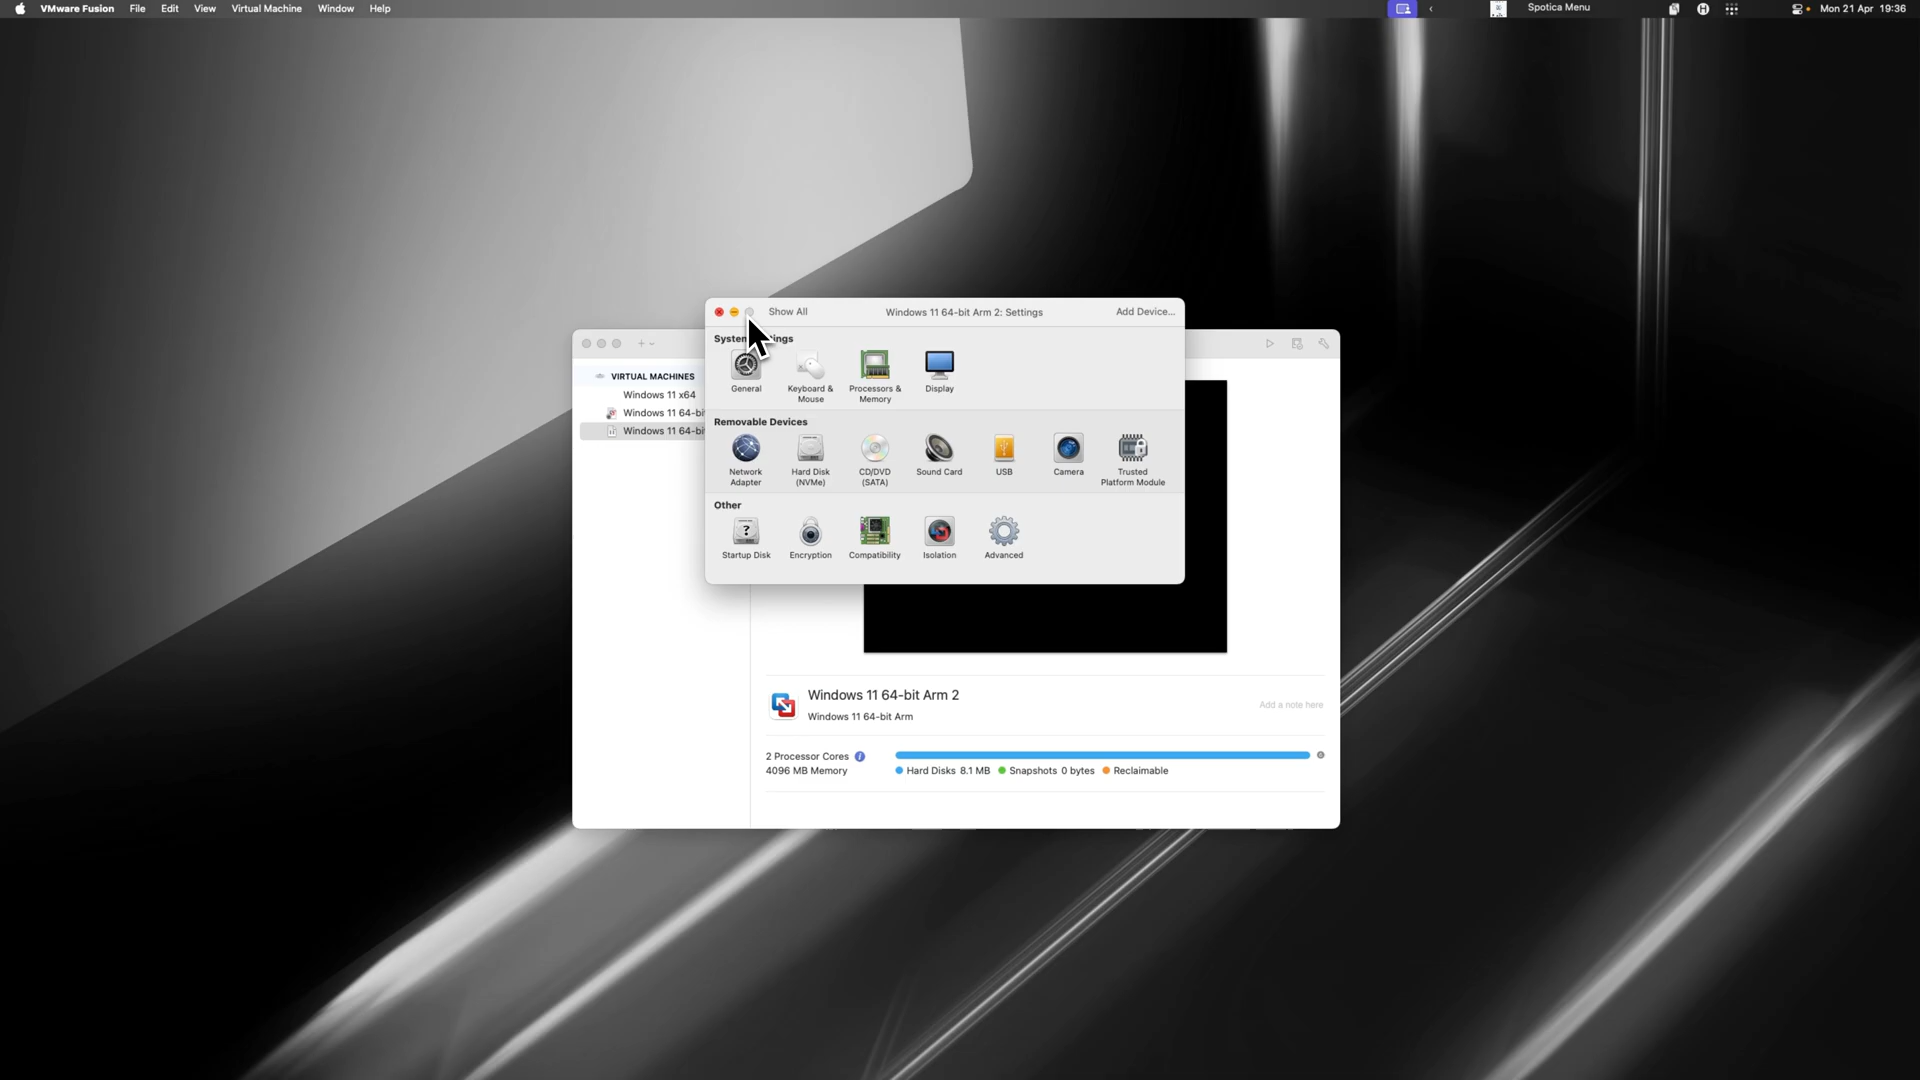 VMware Fusion File Edit View Virtual Machine Window Help
Spotica Menu
Mon 21 Apr 19:36
Show All
Windows 11 64-bit Arm 2: Settings
Add Device...
General
Keyboard &
Mouse
Processors &
Memory
Display
Removable Devices
Network
Adapter
Hard Disk
(NVMe)
CD/DVD
(SATA)
Sound Card
USB
Camera
Trusted
Platform Module
Other
Startup Disk
Encryption
Compatibility
Isolation
Advanced
VIRTUAL MACHINES
Windows 11 x64
Windows 11 64-bi
Windows 11 64-bi
Windows 11 64-bit Arm 2
Windows 11 64-bit Arm
Add a note here
2 Processor Cores
4096 MB Memory
Hard Disks 8.1 MB
Snapshots 0 bytes
Reclaimable